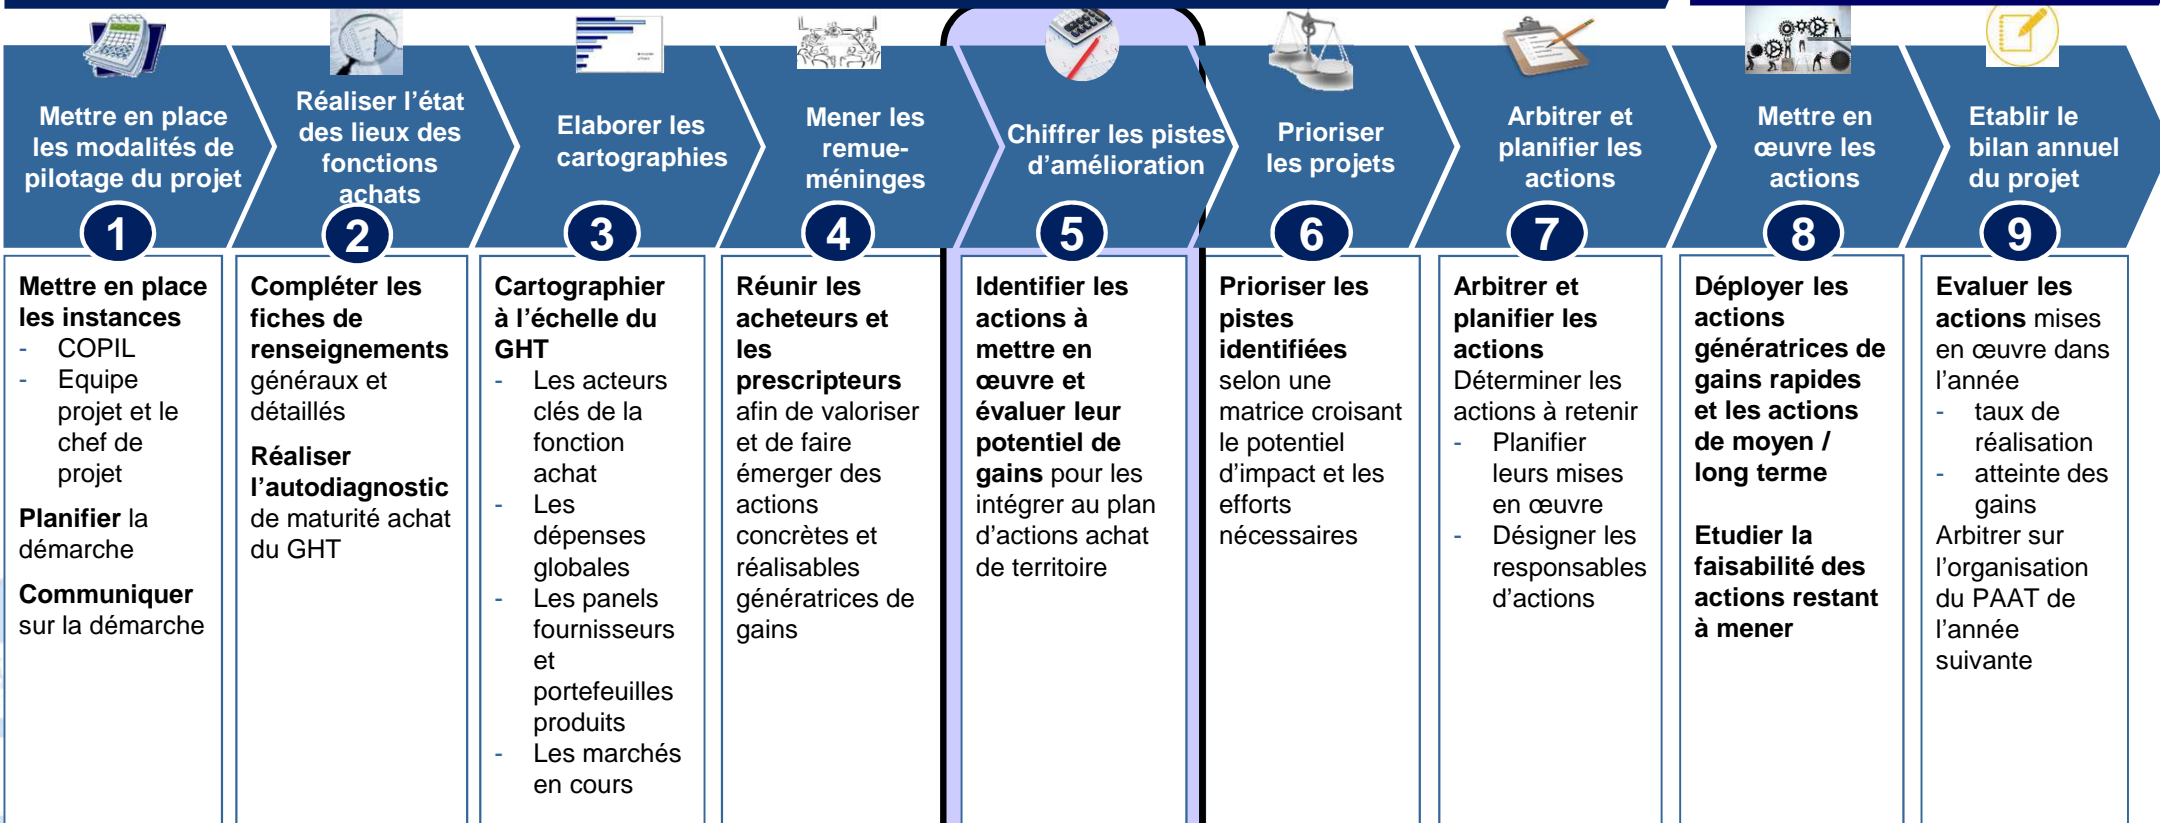 Mettre en place
les modalités de
pilotage du projet
1
Réaliser l’état
des lieux des
fonctions
achats
2
Elaborer les
cartographies
3
Mener les
remue-
méninges
4
Chiffrer les pistes
d’amélioration
5
Prioriser
les projets
6
Arbitrer et
planifier les
actions
7
Mettre en
œuvre les
actions
8
Etablir le
bilan annuel
du projet
9
Mettre en place
les instances
- COPIL
- Equipe
projet et le
chef de
projet
Planifier la
démarche
Communiquer
sur la démarche
Compléter les
fiches de
renseignements
généraux et
détaillés
Réaliser
l’autodiagnostic
de maturité achat
du GHT
Cartographier
à l’échelle du
GHT
- Les acteurs
clés de la
fonction
achat
- Les
dépenses
globales
- Les panels
fournisseurs
et
portefeuilles
produits
- Les marchés
en cours
Réunir les
acheteurs et
les
prescripteurs
afin de valoriser
et de faire
émerger des
actions
concrètes et
réalisables
génératrices de
gains
Identifier les
actions à
mettre en
œuvre et
évaluer leur
potentiel de
gains pour les
intégrer au plan
d’actions achat
de territoire
Prioriser les
pistes
identifiées
selon une
matrice croisant
le potentiel
d’impact et les
efforts
nécessaires
Arbitrer et
planifier les
actions
Déterminer les
actions à retenir
- Planifier
leurs mises
en œuvre
- Désigner les
responsables
d’actions
Déployer les
actions
génératrices de
gains rapides
et les actions
de moyen /
long terme
Etudier la
faisabilité des
actions restant
à mener
Evaluer les
actions mises
en œuvre dans
l’année
- taux de
réalisation
- atteinte des
gains
Arbitrer sur
l’organisation
du PAAT de
l’année
suivante